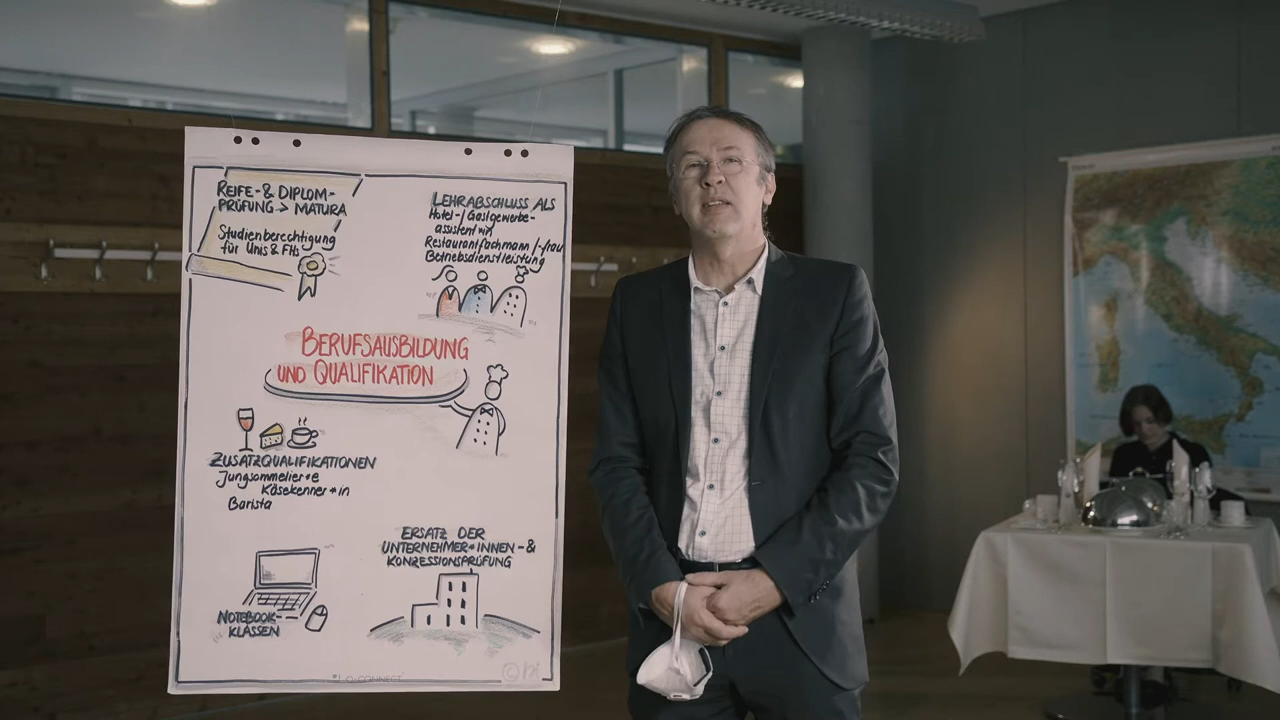 REIFE- & DIPLOM-
PRÜFUNG > MATURA
Studienberechtigung
für Unis & FHs
LEHRABSCHLUSS ALS
Hotel-/Gastgewerbe-
assistent*in
Restaurantfachmann/-frau
Betriebsdienstleistung
BERUFSAUSBILDUNG
UND QUALIFIKATION
ZUSATZQUALIFIKATIONEN
Jungsommelier*e
Käsekenner*in
Barista
ERSATZ DER
UNTERNEHMER*INNEN- &
KONZESSIONSPRÜFUNG
NOTEBOOK-
KLASSEN